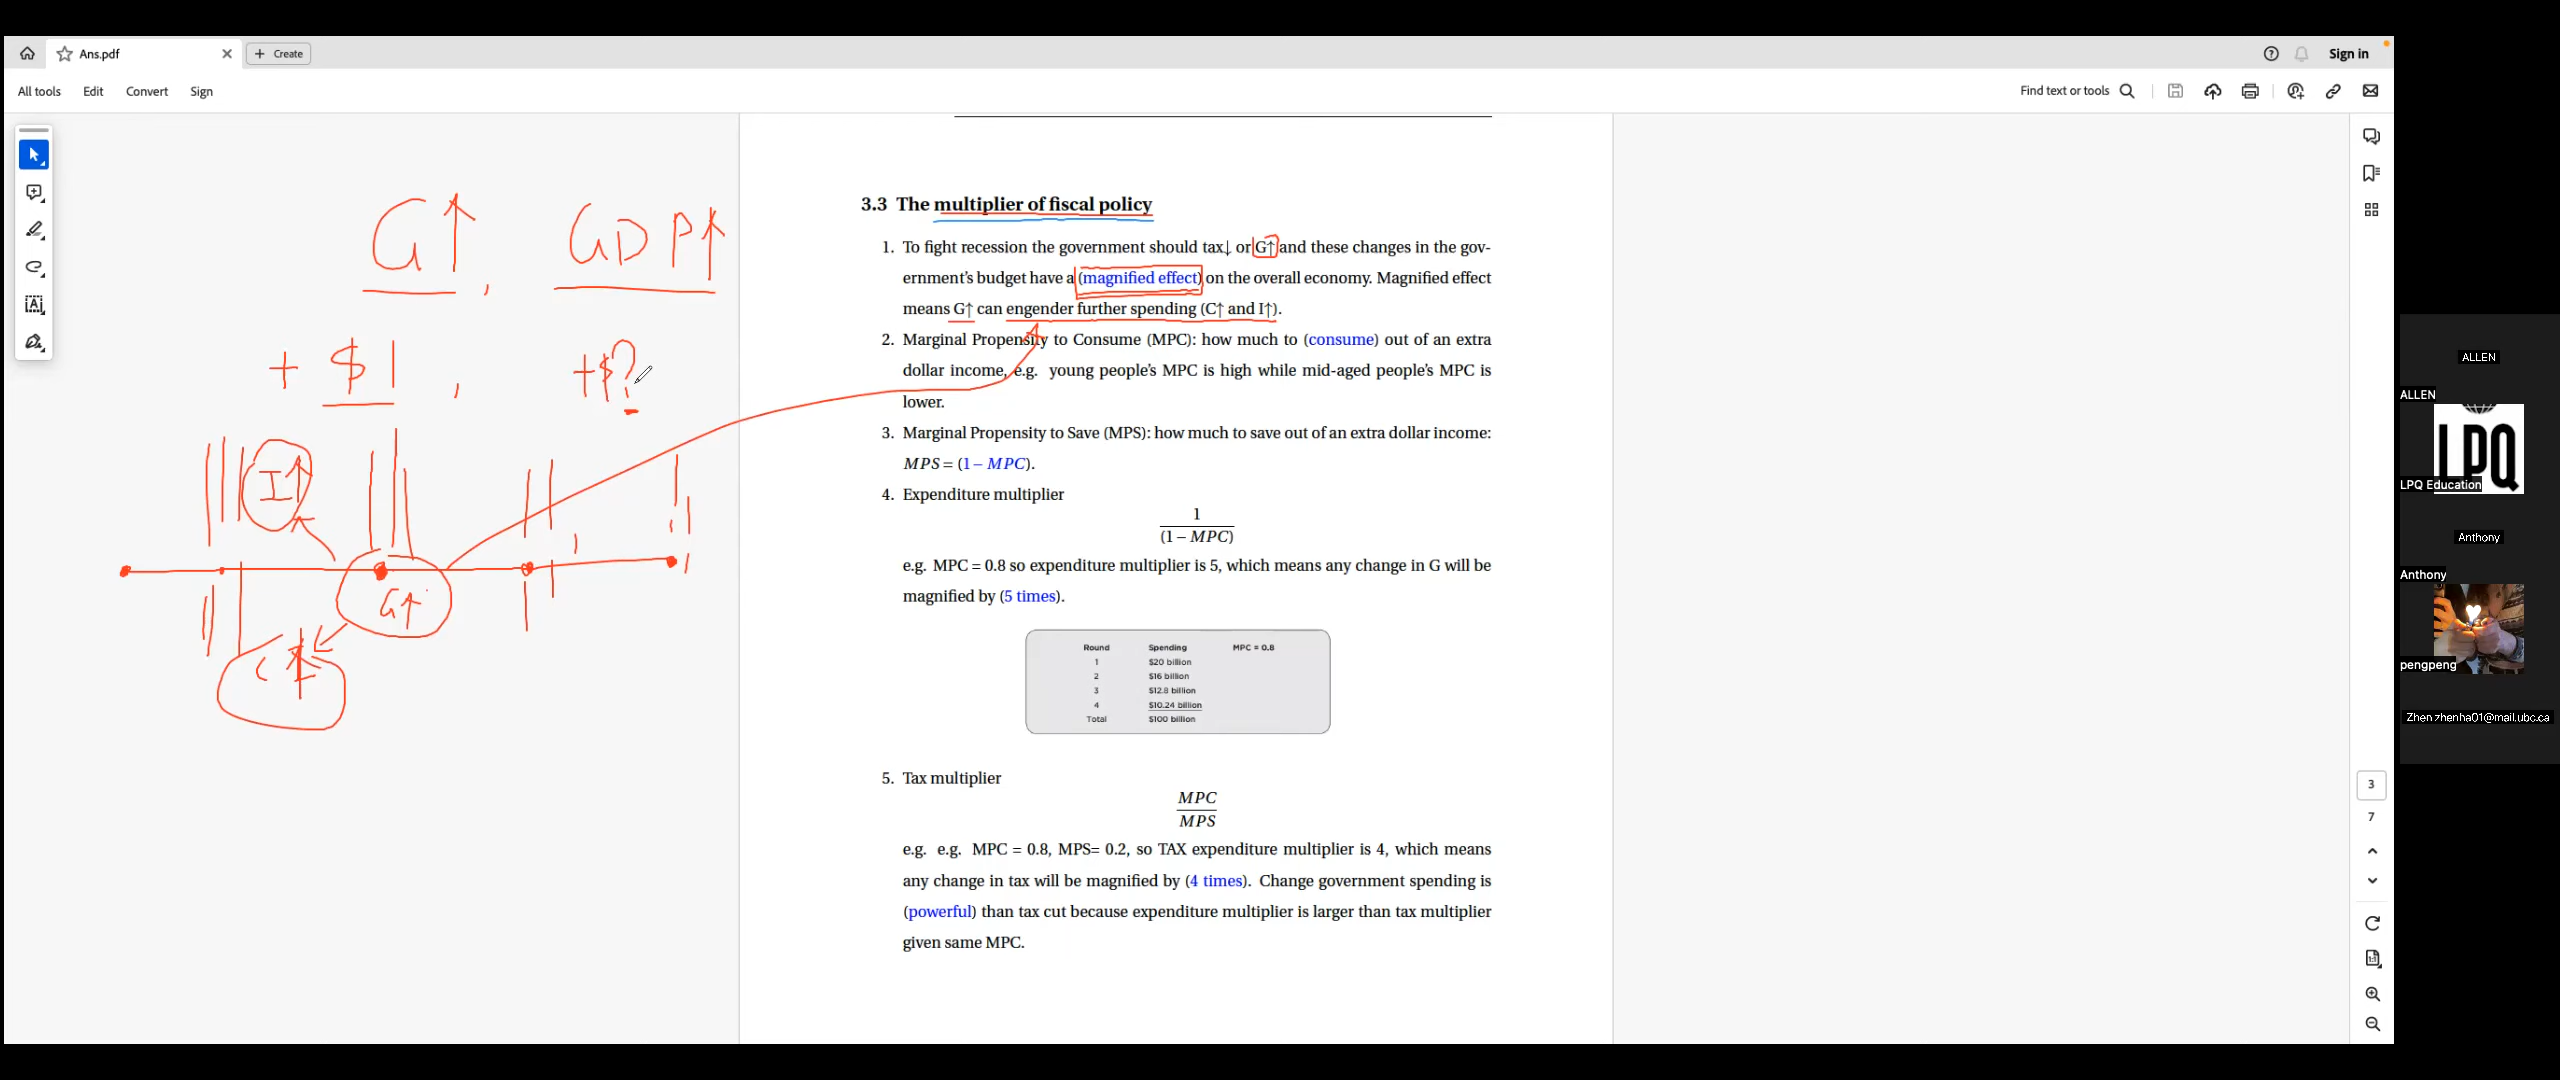 Ans.pdf
Create
Sign in
All tools
Edit
Convert
Sign
Find text or tools
G↑, GDP↑
+ $1, +$?
I↑
G↑
C↑
3.3 The multiplier of fiscal policy
1. To fight recession the government should tax↓ or G↑ and these changes in the gov-
ernment's budget have a (magnified effect) on the overall economy. Magnified effect
means G↑ can engender further spending (C↑ and I↑).
2. Marginal Propensity to Consume (MPC): how much to (consume) out of an extra
dollar income, e.g. young people's MPC is high while mid-aged people's MPC is
lower.
3. Marginal Propensity to Save (MPS): how much to save out of an extra dollar income:
MPS = (1 − MPC).
4. Expenditure multiplier
1
(1 − MPC)
e.g. MPC = 0.8 so expenditure multiplier is 5, which means any change in G will be
magnified by (5 times).
Round Spending MPC = 0.8
1 $20 billion
2 $16 billion
3 $12.8 billion
4 $10.24 billion
Total $100 billion
5. Tax multiplier
MPC
MPS
e.g. e.g. MPC = 0.8, MPS= 0.2, so TAX expenditure multiplier is 4, which means
any change in tax will be magnified by (4 times). Change government spending is
(powerful) than tax cut because expenditure multiplier is larger than tax multiplier
given same MPC.
3
7
ALLEN
ALLEN
LPQ
LPQ Education
Anthony
Anthony
pengpeng
Zhen zhenha01@mail.ubc.ca